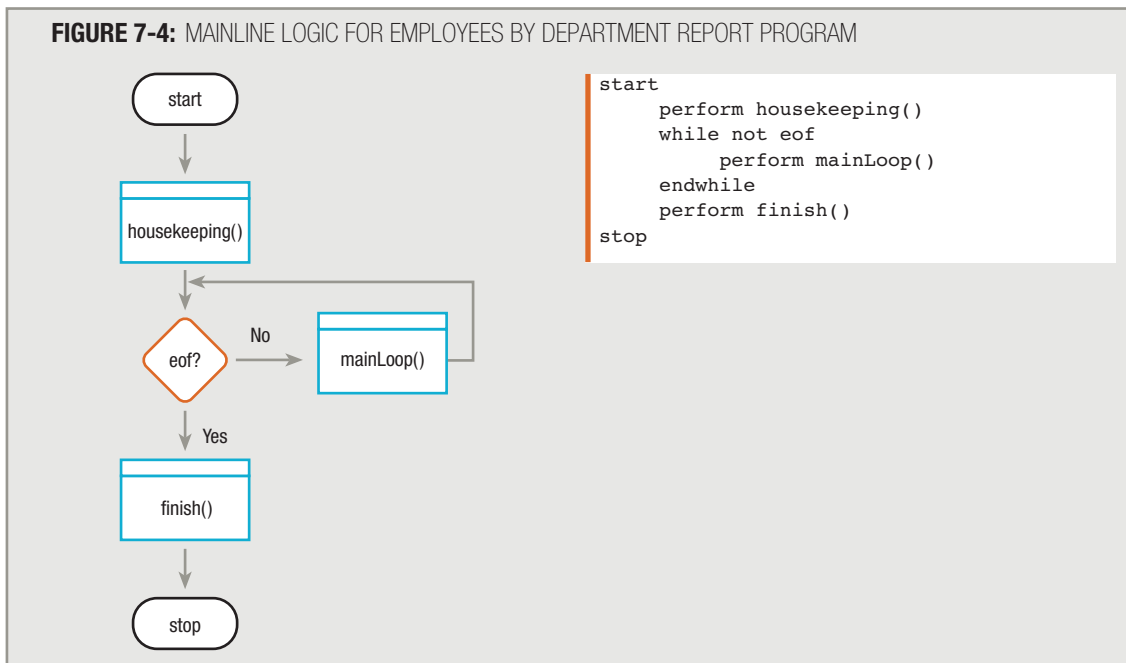 FIGURE 7-4: MAINLINE LOGIC FOR EMPLOYEES BY DEPARTMENT REPORT PROGRAM
start
housekeeping()
eof?
No
mainLoop()
Yes
finish()
stop
start
perform housekeeping()
while not eof
perform mainLoop()
endwhile
perform finish()
stop